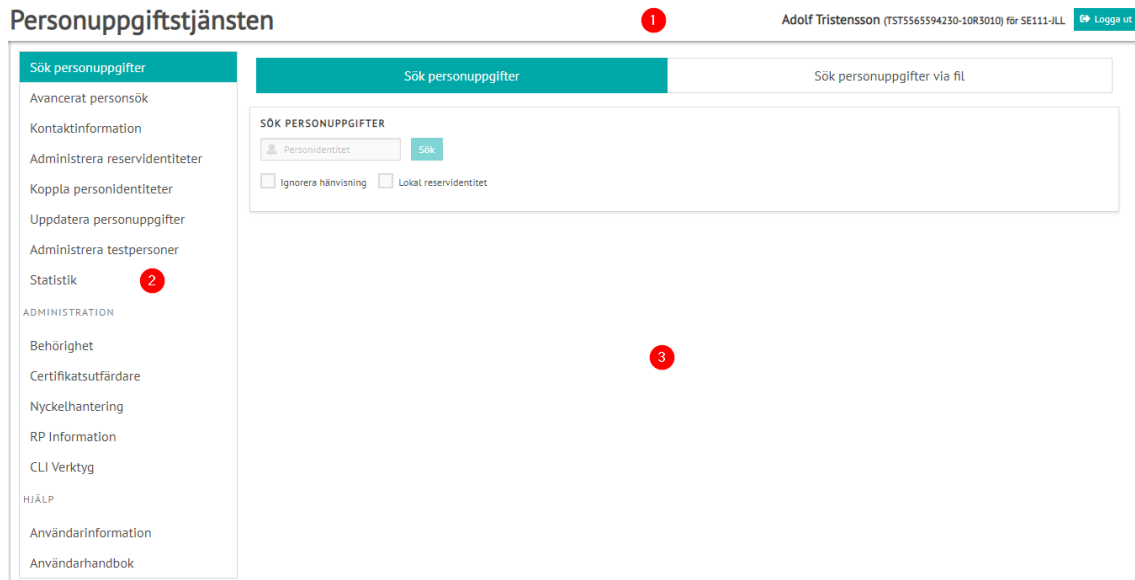 Personuppgiftstjänsten
1
Adolf Tristensson (TST5565594230-10R3010) för SE111-JLL
Logga ut
Sök personuppgifter
Avancerat personsök
Kontaktinformation
Administrera reservidentiteter
Koppla personidentiteter
Uppdatera personuppgifter
Administrera testpersoner
Statistik
2
ADMINISTRATION
Behörighet
Certifikatsutfärdare
Nyckelhantering
RP Information
CLI Verktyg
HJÄLP
Användarinformation
Användarhandbok
Sök personuppgifter
Sök personuppgifter via fil
SÖK PERSONUPPGIFTER
Personidentitet
Sök
Ignorera hänvisning
Lokal reservidentitet
3